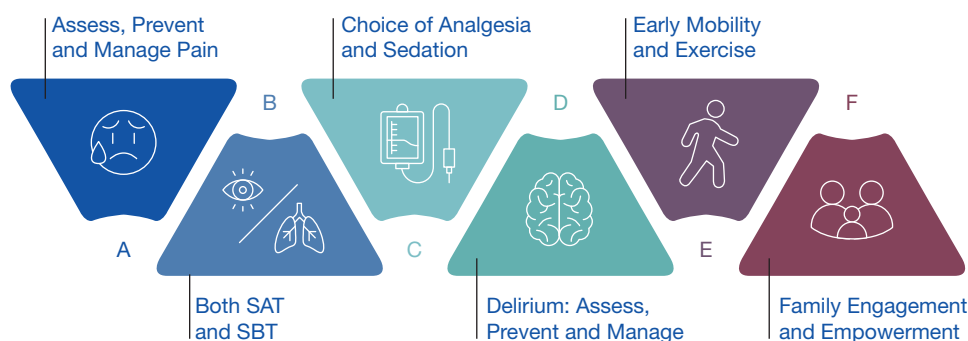 Assess, Prevent
and Manage Pain
A
B
Both SAT
and SBT
Choice of Analgesia
and Sedation
C
D
Delirium: Assess,
Prevent and Manage
Early Mobility
and Exercise
E
F
Family Engagement
and Empowerment